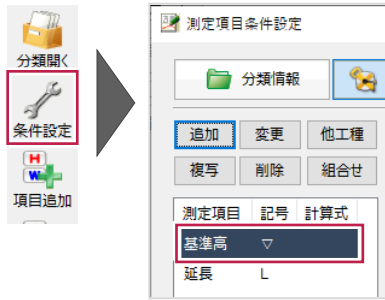 分類開く
条件設定
H
W
項目追加
測定項目条件設定
分類情報
追加 変更 他工種
複写 削除 組合せ
測定項目 記号 計算式
基準高 ▽
延長 L